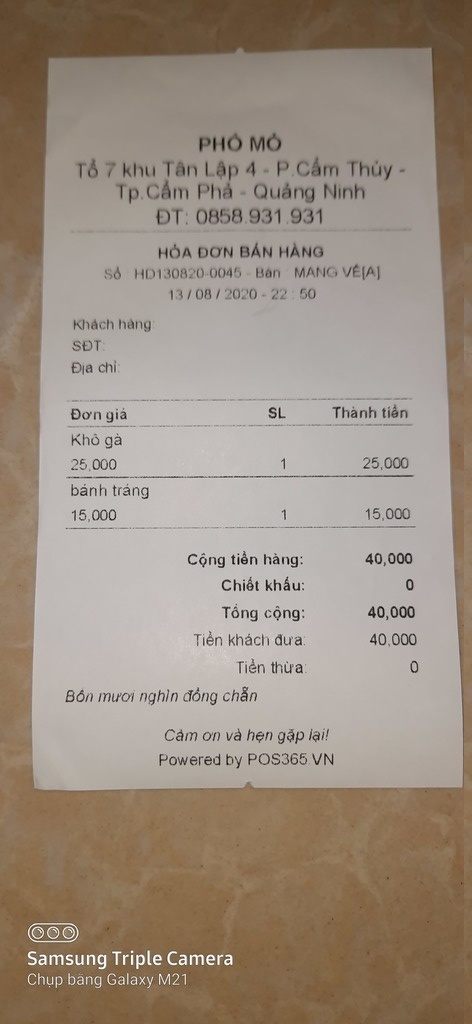 PHỐ MỎ
Tổ 7 khu Tân Lập 4 - P.Cẩm Thủy -
Tp.Cẩm Phả - Quảng Ninh
ĐT: 0858.931.931
HÓA ĐƠN BÁN HÀNG
Số : HD130820-0045 - Bàn : MANG VỀ[A]
13 / 08 / 2020 - 22 : 50
Khách hàng:
SĐT:
Địa chỉ:
Đơn giá SL Thành tiền
Khô gà
25,000 1 25,000
bánh tráng
15,000 1 15,000
Cộng tiền hàng: 40,000
Chiết khấu: 0
Tổng cộng: 40,000
Tiền khách đưa: 40,000
Tiền thừa: 0
Bốn mươi nghìn đồng chẵn
Cảm ơn và hẹn gặp lại!
Powered by POS365.VN
Samsung Triple Camera
Chụp bằng Galaxy M21